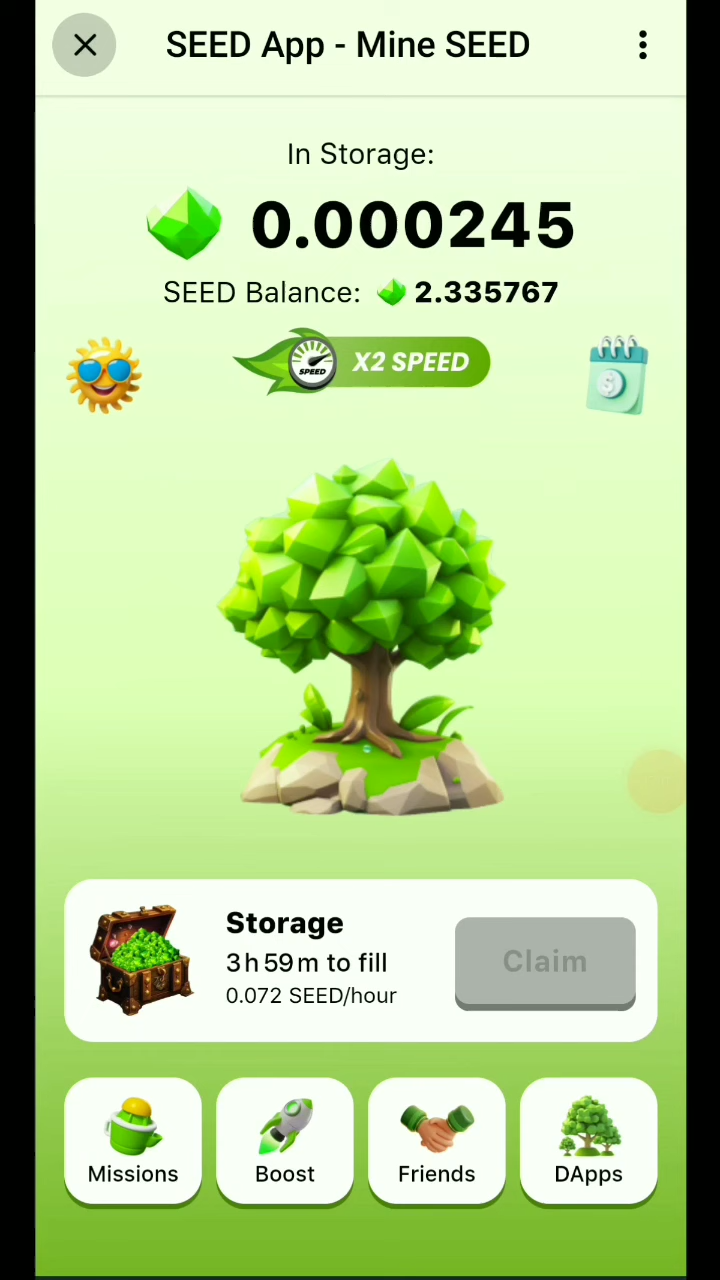 SEED App - Mine SEED
In Storage:
0.000245
SEED Balance: 2.335767
SPEED
X2 SPEED
$
Storage
3h 59m to fill
0.072 SEED/hour
Claim
Missions
Boost
Friends
DApps